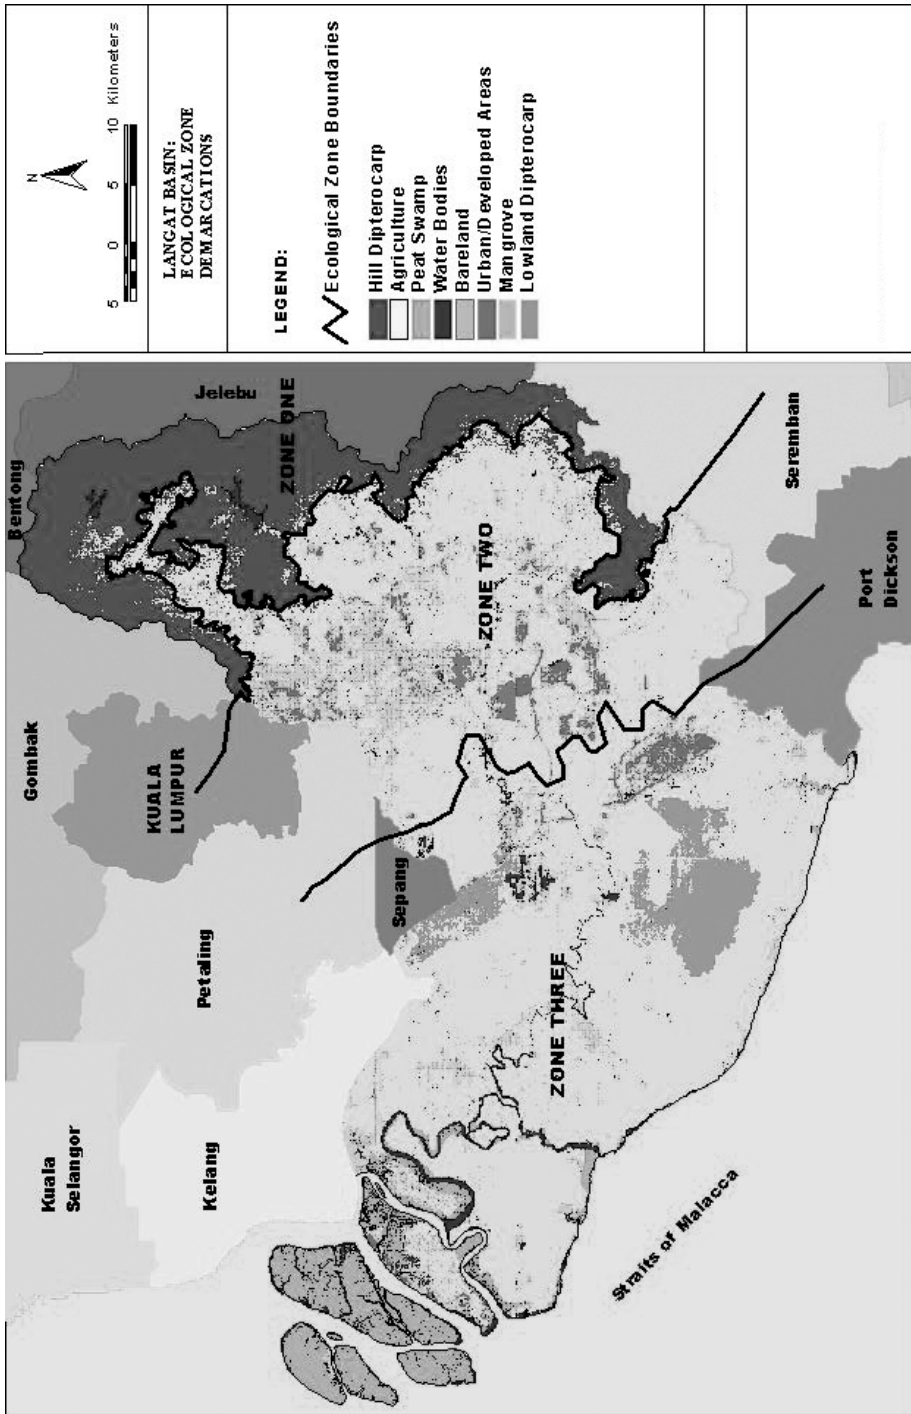 N
5 0 5 10 Kilometers
LANGAT BASIN:
ECOLOGICAL ZONE
DEMARCATIONS
LEGEND:
Ecological Zone Boundaries
Hill Dipterocarp
Agriculture
Peat Swamp
Water Bodies
Bareland
Urban/Developed Areas
Mangrove
Lowland Dipterocarp
Kuala
Selangor
Gombak
Bentong
Kelang
Petaling
KUALA
LUMPUR
Jelebu
ZONE ONE
Sepang
ZONE TWO
ZONE THREE
Straits of Malacca
Seremban
Port
Dickson